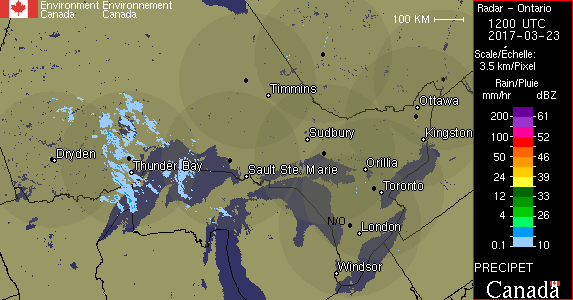 Environment Environnement
Canada Canada
100 KM
Timmins
Ottawa
Sudbury
Kingston
Dryden
Thunder Bay
Sault Ste. Marie
Orillia
Toronto
N/O
London
Windsor
Radar - Ontario
1200 UTC
2017-03-23
Scale/Échelle:
3.5 km/Pixel
Rain/Pluie
mm/hr dBZ
200 61
100 52
50 46
24 39
12 33
4 26
0.1 10
PRECIPET
Canada